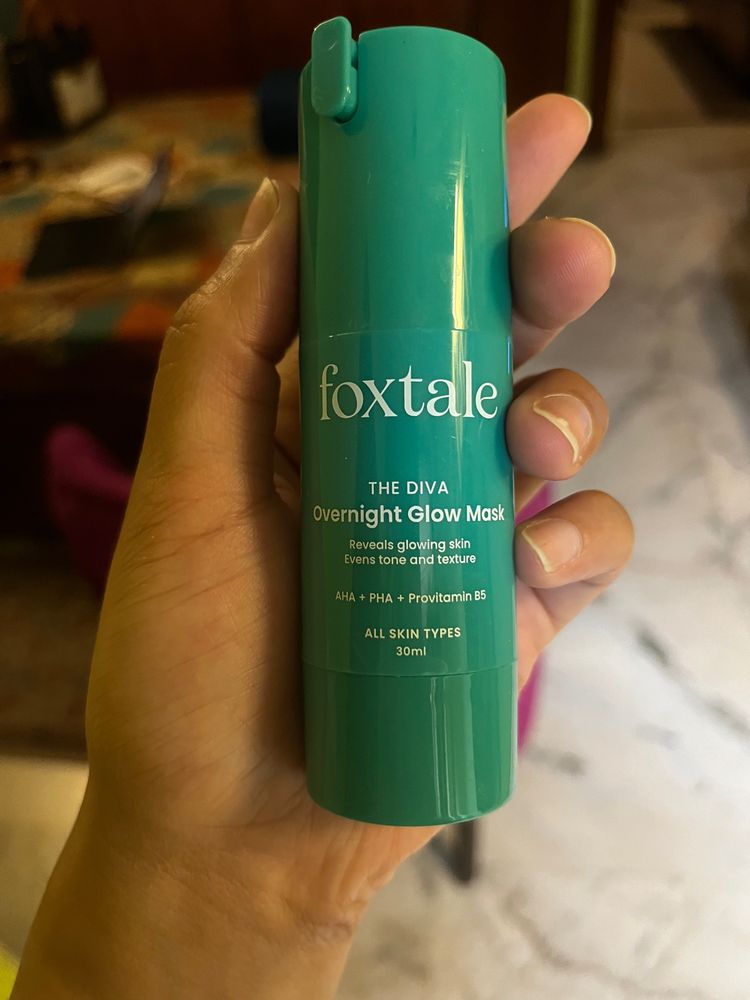 foxtale
THE DIVA
Overnight Glow Mask
Reveals glowing skin
Evens tone and texture
AHA + PHA + Provitamin B5
ALL SKIN TYPES
30ml